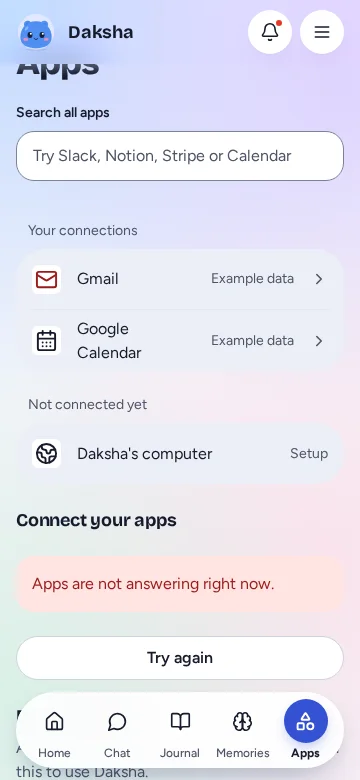 Daksha
Apps
Search all apps
Try Slack, Notion, Stripe or Calendar
Your connections
Gmail
Example data
Google
Calendar
Example data
Not connected yet
Daksha's computer
Setup
Connect your apps
Apps are not answering right now.
Try again
Home
Chat
Journal
Memories
Apps
this to use Daksha.